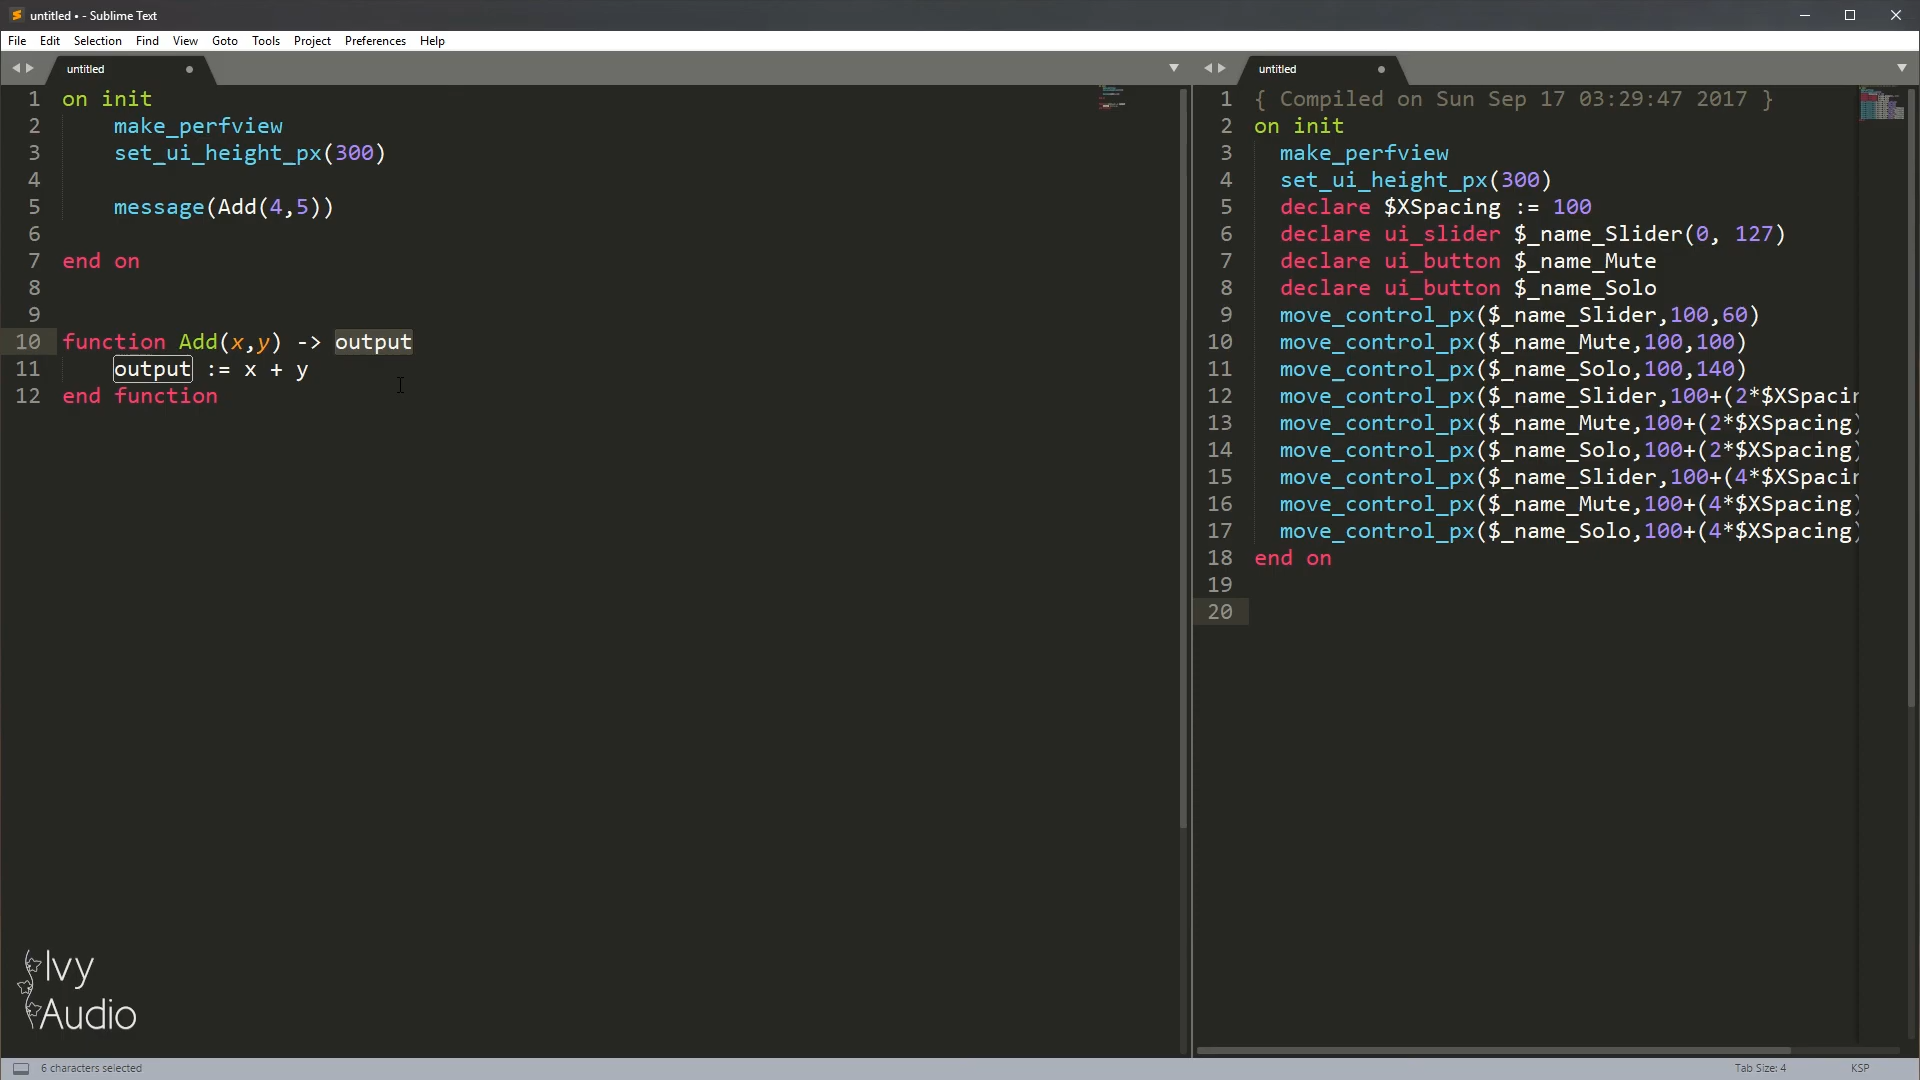 untitled • - Sublime Text
File Edit Selection Find View Goto Tools Project Preferences Help
untitled
1 on init
2 make_perfview
3 set_ui_height_px(300)
4
5 message(Add(4,5))
6
7 end on
8
9
10 function Add(x,y) -> output
11 output := x + y
12 end function
untitled
1 { Compiled on Sun Sep 17 03:29:47 2017 }
2 on init
3 make_perfview
4 set_ui_height_px(300)
5 declare $XSpacing := 100
6 declare ui_slider $_name_Slider(0, 127)
7 declare ui_button $_name_Mute
8 declare ui_button $_name_Solo
9 move_control_px($_name_Slider,100,60)
10 move_control_px($_name_Mute,100,100)
11 move_control_px($_name_Solo,100,140)
12 move_control_px($_name_Slider,100+(2*$XSpacin
13 move_control_px($_name_Mute,100+(2*$XSpacing)
14 move_control_px($_name_Solo,100+(2*$XSpacing)
15 move_control_px($_name_Slider,100+(4*$XSpacin
16 move_control_px($_name_Mute,100+(4*$XSpacing)
17 move_control_px($_name_Solo,100+(4*$XSpacing)
18 end on
19
20
Ivy
Audio
6 characters selected
Tab Size: 4 KSP